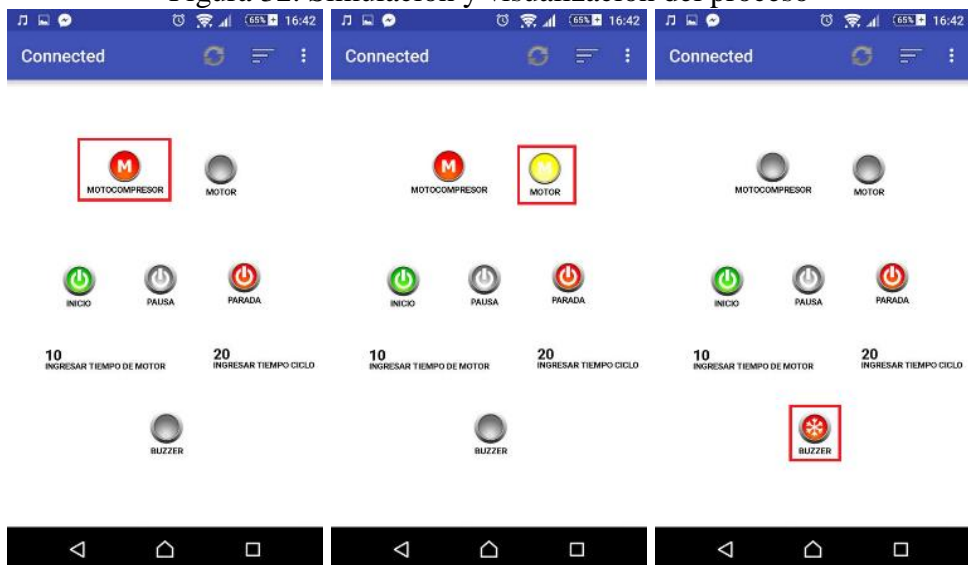 Figura 32. Simulación y visualización del proceso
65% 16:42
Connected
M
MOTOCOMPRESOR
MOTOR
INICIO
PAUSA
PARADA
10
INGRESAR TIEMPO DE MOTOR
20
INGRESAR TIEMPO CICLO
BUZZER
65% 16:42
Connected
M
MOTOCOMPRESOR
M
MOTOR
INICIO
PAUSA
PARADA
10
INGRESAR TIEMPO DE MOTOR
20
INGRESAR TIEMPO CICLO
BUZZER
65% 16:42
Connected
MOTOCOMPRESOR
MOTOR
INICIO
PAUSA
PARADA
10
INGRESAR TIEMPO DE MOTOR
20
INGRESAR TIEMPO CICLO
BUZZER